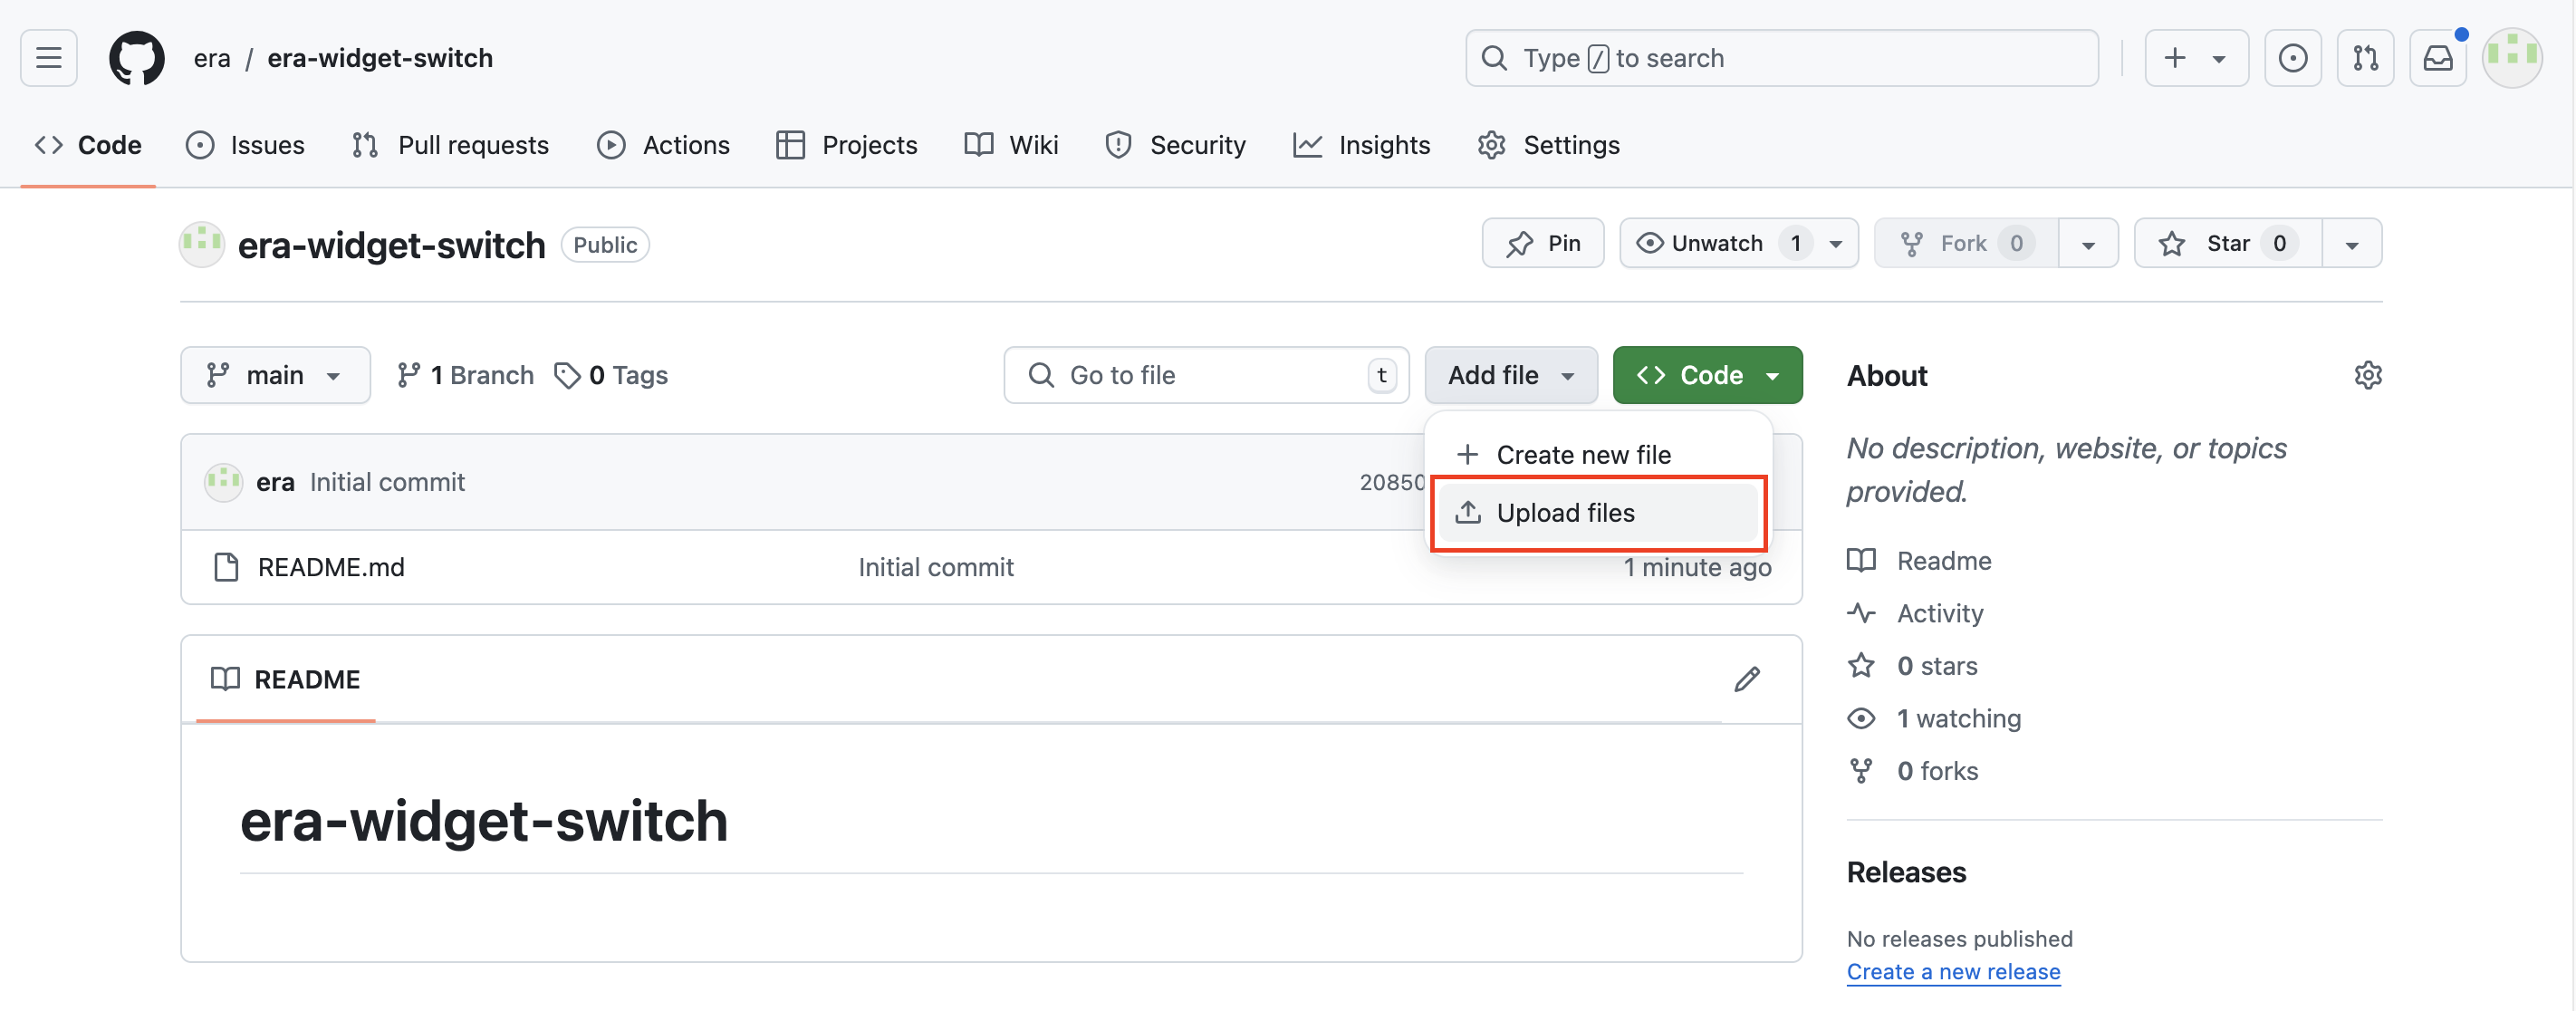 era / era-widget-switch
Type / to search
Code Issues Pull requests Actions Projects Wiki Security Insights Settings
era-widget-switch Public
Pin Unwatch 1 Fork 0 Star 0
main 1 Branch 0 Tags
Go to file t
Add file
Code
Create new file
Upload files
era Initial commit 20850
README.md Initial commit 1 minute ago
README
era-widget-switch
About
No description, website, or topics
provided.
Readme
Activity
0 stars
1 watching
0 forks
Releases
No releases published
Create a new release